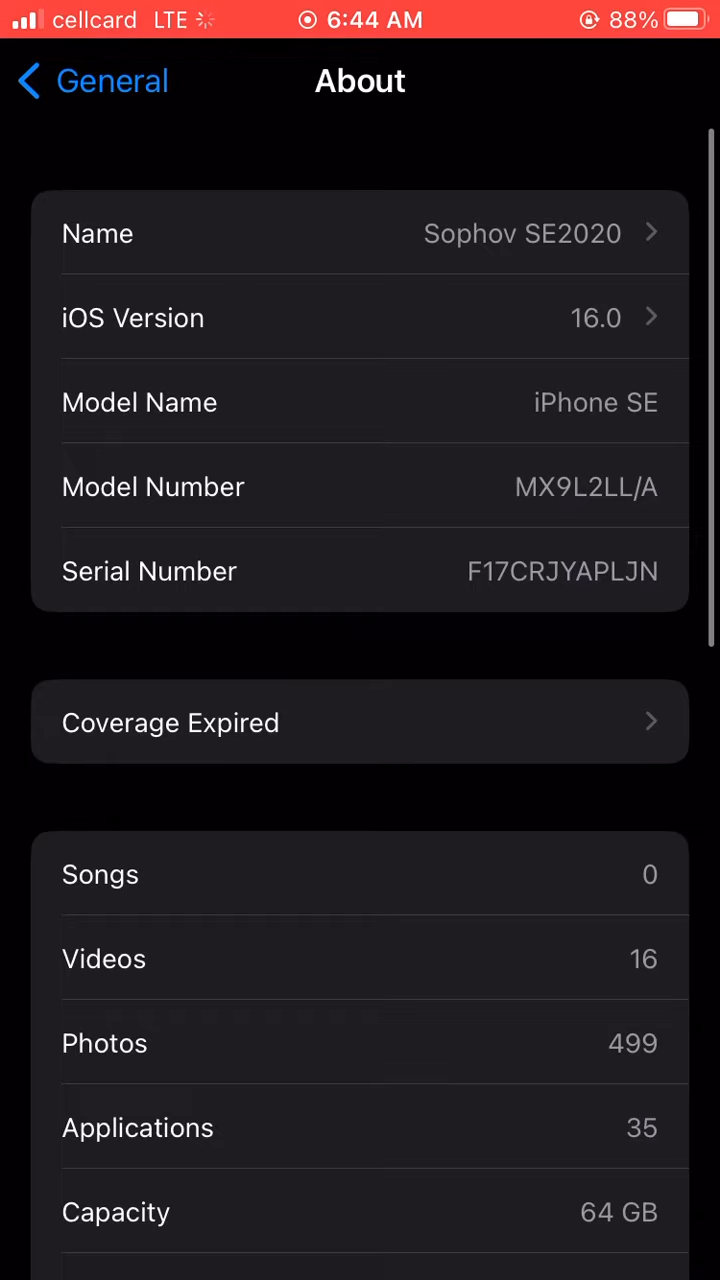 cellcard LTE 6:44 AM 88%
General About
Name Sophov SE2020
iOS Version 16.0
Model Name iPhone SE
Model Number MX9L2LL/A
Serial Number F17CRJYAPLJN
Coverage Expired
Songs 0
Videos 16
Photos 499
Applications 35
Capacity 64 GB